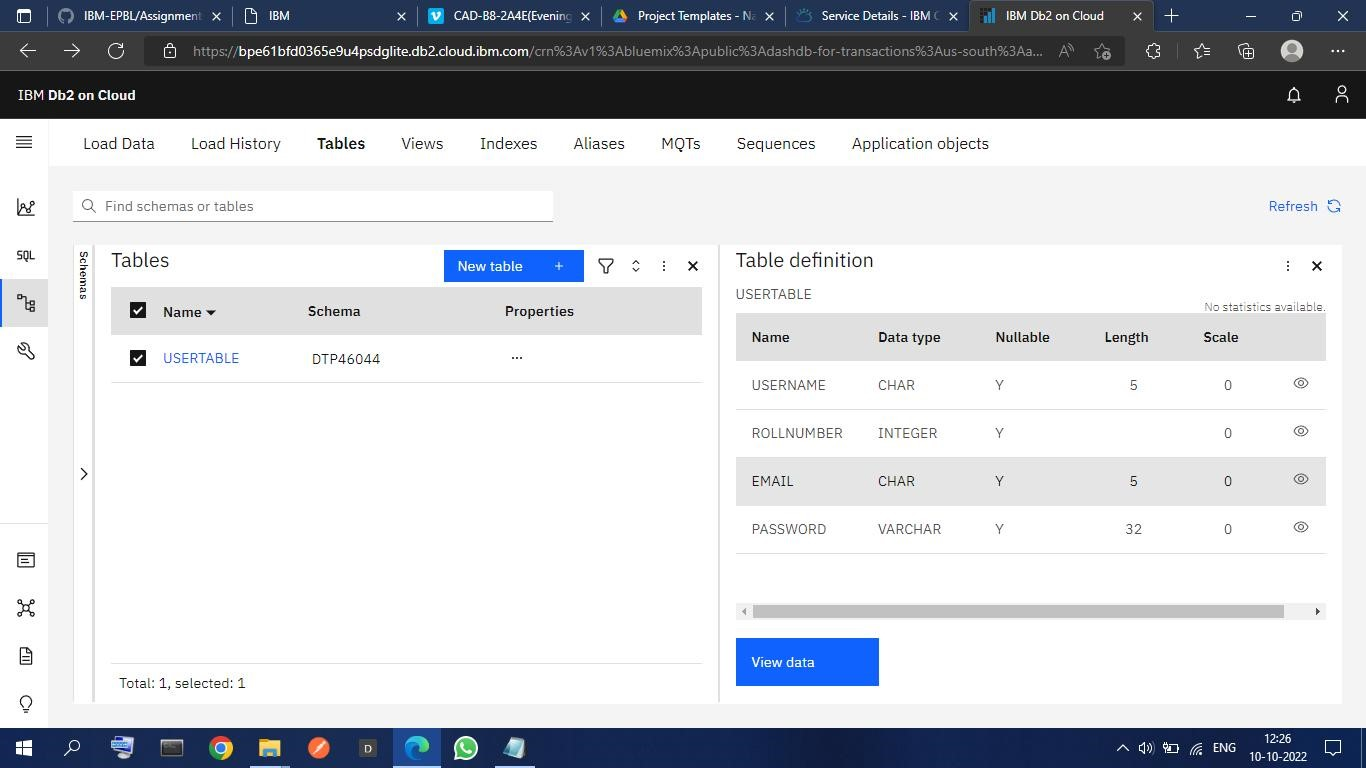 IBM-EPBL/Assignment
IBM
CAD-B8-2A4E(Evening
Project Templates - Na
Service Details - IBM C
IBM Db2 on Cloud
https://bpe61bfd0365e9u4psdglite.db2.cloud.ibm.com/crn%3Av1%3Abluemix%3Apublic%3Adashdb-for-transactions%3Aus-south%3Aa...
IBM Db2 on Cloud
Load Data
Load History
Tables
Views
Indexes
Aliases
MQTs
Sequences
Application objects
SQL
Find schemas or tables
Refresh
Schemas
Tables
New table +
Name
Schema
Properties
USERTABLE
DTP46044
...
Total: 1, selected: 1
Table definition
USERTABLE
No statistics available.
Name Data type Nullable Length Scale
USERNAME CHAR Y 5 0
ROLLNUMBER INTEGER Y 0
EMAIL CHAR Y 5 0
PASSWORD VARCHAR Y 32 0
View data
D
ENG
12:26
10-10-2022